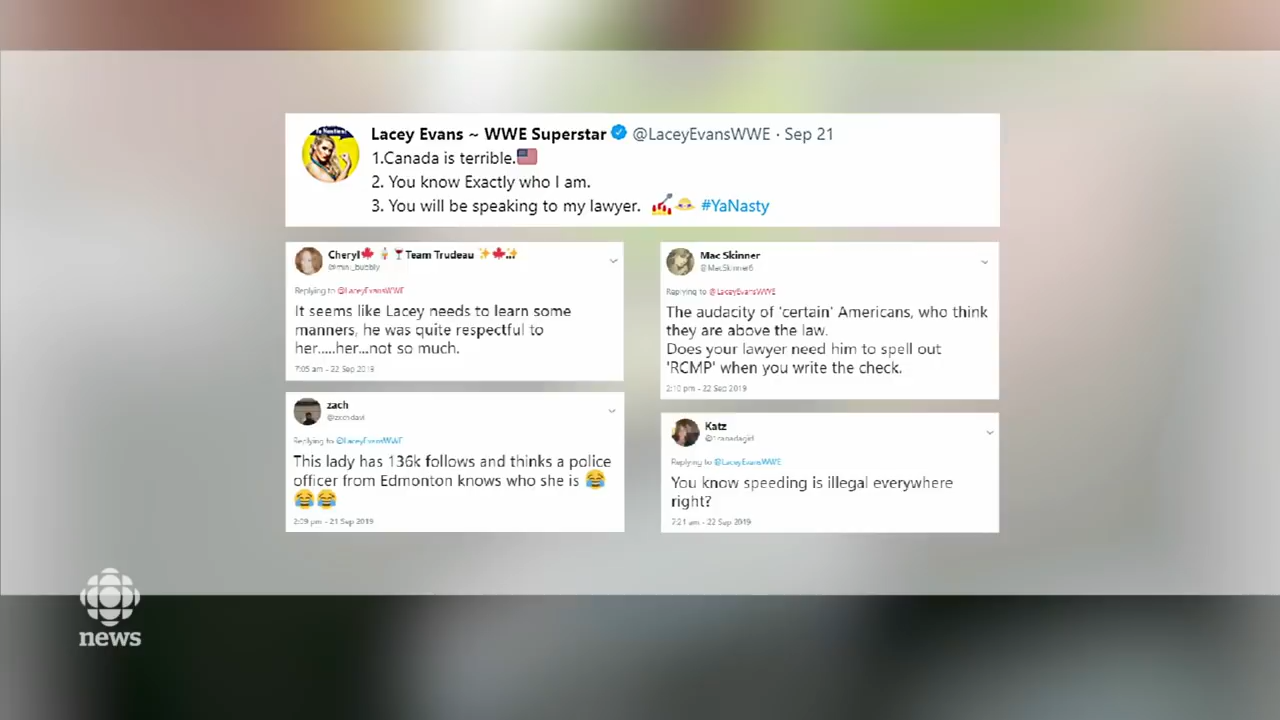 Lacey Evans ~ WWE Superstar @LaceyEvansWWE · Sep 21
1.Canada is terrible.🇺🇸
2. You know Exactly who I am.
3. You will be speaking to my lawyer. 💅👒 #YaNasty
Cheryl🍁🕯️🍷Team Trudeau ✨🍁✨
@mini_bubbly
Replying to @LaceyEvansWWE
It seems like Lacey needs to learn some
manners, he was quite respectful to
her.....her...not so much.
7:05 am - 22 Sep 2019
Mac Skinner
@MacSkinner6
Replying to @LaceyEvansWWE
The audacity of 'certain' Americans, who think
they are above the law.
Does your lawyer need him to spell out
'RCMP' when you write the check.
2:10 pm - 22 Sep 2019
zach
Replying to @LaceyEvansWWE
This lady has 136k follows and thinks a police
officer from Edmonton knows who she is 😂
😂😂
2:09 pm - 21 Sep 2019
Katz
@1canadagirl
Replying to @LaceyEvansWWE
You know speeding is illegal everywhere
right?
7:21 am - 22 Sep 2019
news